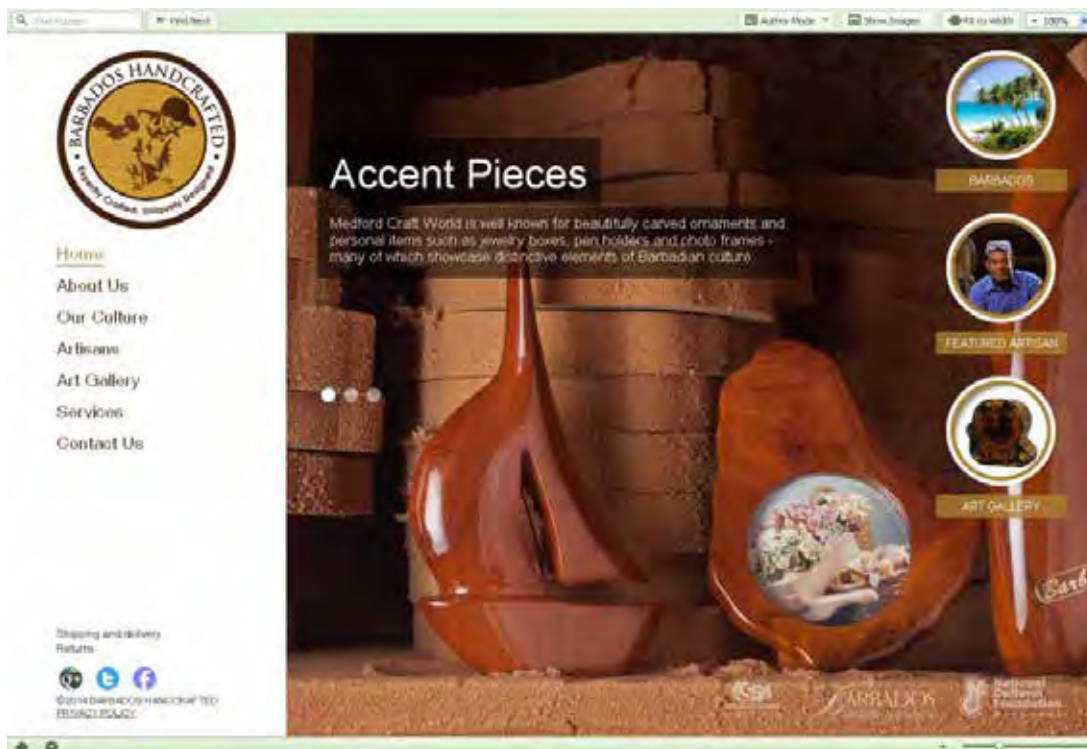 Find Next
Author Mode
Show Images
Fit to Width
100%
BARBADOS HANDCRAFTED
Expertly Crafted. Uniquely Designed
Home
About Us
Our Culture
Artisans
Art Gallery
Services
Contact Us
Accent Pieces
Medford Craft World is well known for beautifully carved ornaments and
personal items such as jewelry boxes, pen holders and photo frames -
many of which showcase distinctive elements of Barbadian culture
BARBADOS
FEATURED ARTISAN
ART GALLERY
Barb
Shipping and delivery
Returns
©2014 BARBADOS HANDCRAFTED
PRIVACY POLICY
BARBADOS
National
Cultural
Foundation